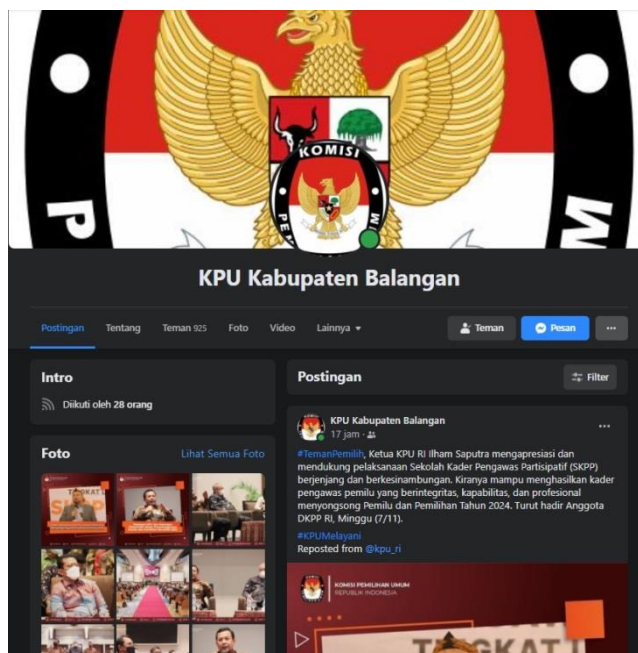 KOMISI
KPU Kabupaten Balangan
Postingan Tentang Teman 925 Foto Video Lainnya
Teman Pesan
Intro
Diikuti oleh 28 orang
Foto Lihat Semua Foto
Postingan Filter
KPU Kabupaten Balangan
17 jam
#TemanPemilih, Ketua KPU RI Ilham Saputra mengapresiasi dan
mendukung pelaksanaan Sekolah Kader Pengawas Partisipatif (SKPP)
berjenjang dan berkesinambungan. Kiranya mampu menghasilkan kader
pengawas pemilu yang berintegritas, kapabilitas, dan profesional
menyongsong Pemilu dan Pemilihan Tahun 2024. Turut hadir Anggota
DKPP RI, Minggu (7/11).
#KPUMelayani
Reposted from @kpu_ri
KOMISI PEMILIHAN UMUM
REPUBLIK INDONESIA